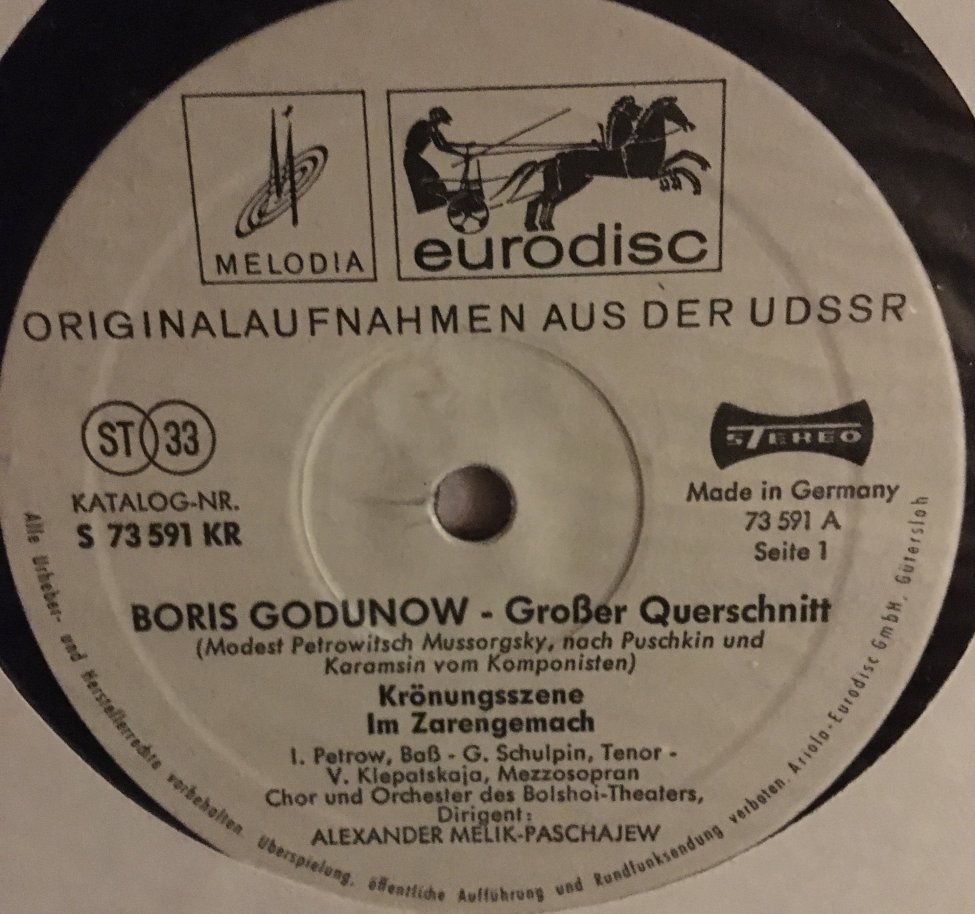 MELODIA
eurodisc
ORIGINALAUFNAHMEN AUS DER UDSSR
ST 33
STEREO
KATALOG-NR.
S 73 591 KR
Made in Germany
73 591 A
Seite 1
BORIS GODUNOW - Großer Querschnitt
(Modest Petrowitsch Mussorgsky, nach Puschkin und
Karamsin vom Komponisten)
Krönungsszene
Im Zarengemach
I. Petrow, Baß - G. Schulpin, Tenor -
V. Klepatskaja, Mezzosopran
Chor und Orchester des Bolshoi-Theaters,
Dirigent:
ALEXANDER MELIK-PASCHAJEW
Alle Urheber- und Herstellerrechte vorbehalten. Überspielung, öffentliche Aufführung und Rundfunksendung verboten. Ariola-Eurodisc GmbH, Gütersloh